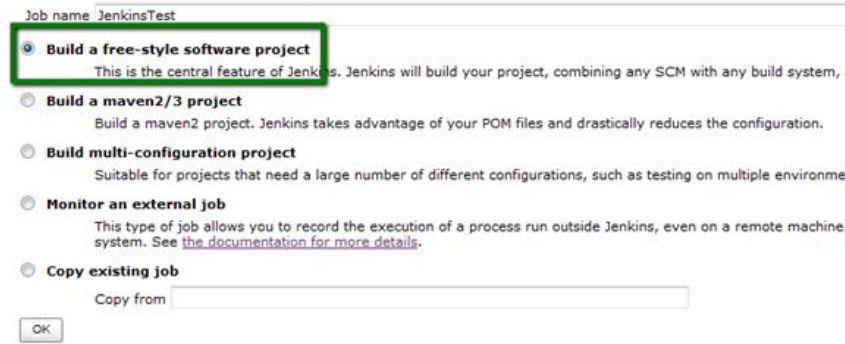 Job name JenkinsTest
Build a free-style software project
This is the central feature of Jenkins. Jenkins will build your project, combining any SCM with any build system,
Build a maven2/3 project
Build a maven2 project. Jenkins takes advantage of your POM files and drastically reduces the configuration.
Build multi-configuration project
Suitable for projects that need a large number of different configurations, such as testing on multiple environme
Monitor an external job
This type of job allows you to record the execution of a process run outside Jenkins, even on a remote machine.
system. See the documentation for more details.
Copy existing job
Copy from
OK